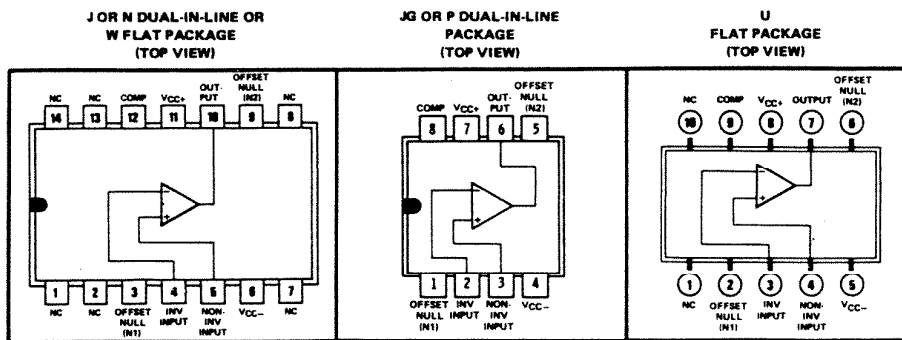 J OR N DUAL-IN-LINE OR
W FLAT PACKAGE
(TOP VIEW)
NC NC COMP VCC+ OUT-PUT OFFSET NULL (N2) NC
14 13 12 11 10 9 8
- +
1 2 3 4 5 6 7
NC NC OFFSET NULL (N1) INV INPUT NON-INV INPUT VCC- NC
JG OR P DUAL-IN-LINE
PACKAGE
(TOP VIEW)
COMP VCC+ OUT-PUT OFFSET NULL (N2)
8 7 6 5
- +
1 2 3 4
OFFSET NULL (N1) INV INPUT NON-INV INPUT VCC-
U
FLAT PACKAGE
(TOP VIEW)
NC COMP VCC+ OUTPUT OFFSET NULL (N2)
10 9 8 7 6
- +
1 2 3 4 5
NC OFFSET NULL (N1) INV INPUT NON-INV INPUT VCC-